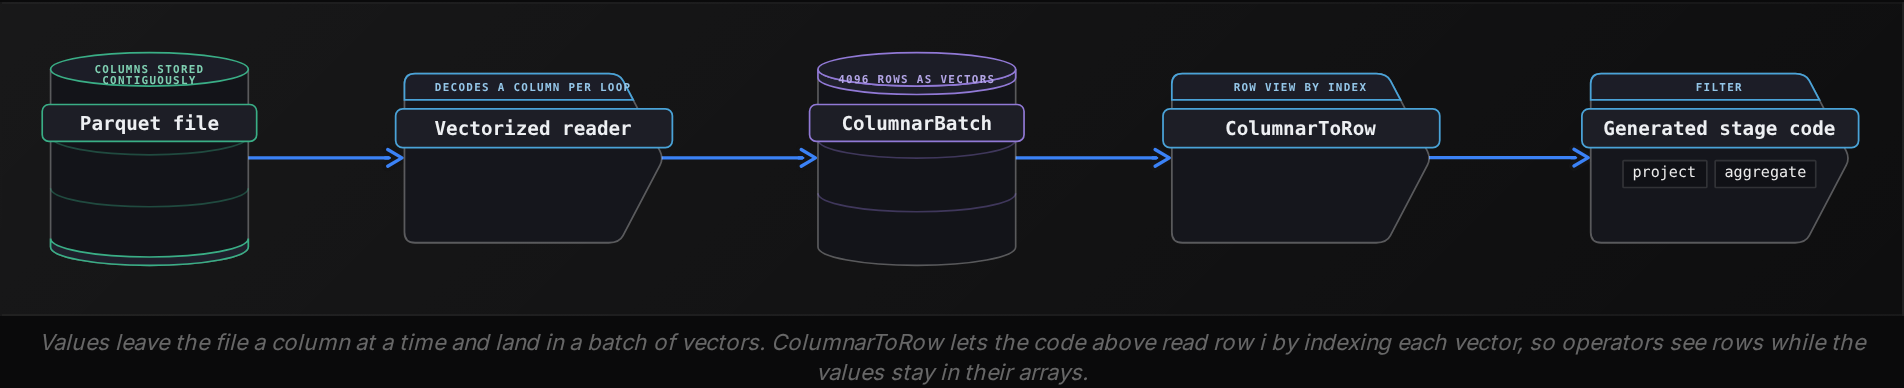 COLUMNS STORED
CONTIGUOUSLY
Parquet file
DECODES A COLUMN PER LOOP
Vectorized reader
4096 ROWS AS VECTORS
ColumnarBatch
ROW VIEW BY INDEX
ColumnarToRow
FILTER
Generated stage code
project aggregate
Values leave the file a column at a time and land in a batch of vectors. ColumnarToRow lets the code above read row i by indexing each vector, so operators see rows while the
values stay in their arrays.